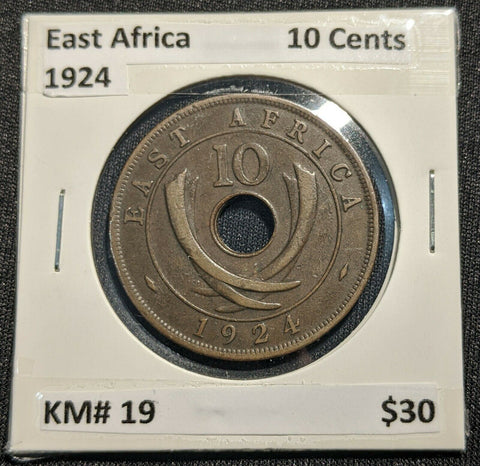 East Africa 10 Cents
1924
EAST AFRICA
10
1924
KM# 19 $30